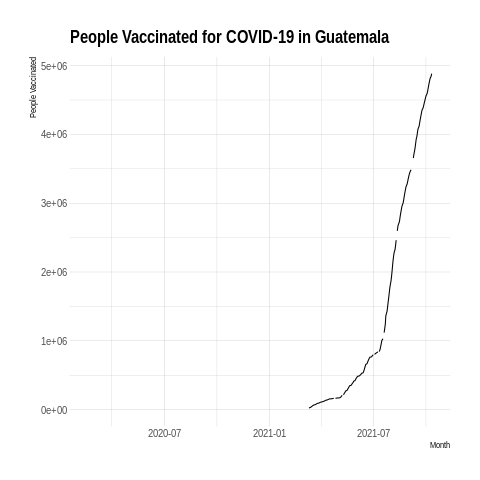 People Vaccinated for COVID-19 in Guatemala
People Vaccinated
5e+06
4e+06
3e+06
2e+06
1e+06
0e+00
2020-07
2021-01
2021-07
Month